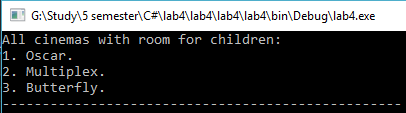 G:\Study\5 semester\C#\lab4\lab4\lab4\lab4\bin\Debug\lab4.exe
All cinemas with room for children:
1. Oscar.
2. Multiplex.
3. Butterfly.
--------------------------------------------------